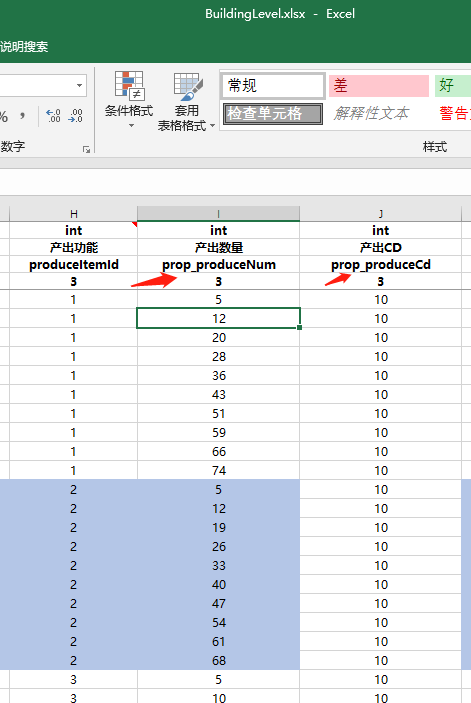 BuildingLevel.xlsx - Excel
说明搜索
常规
差
好
% , .00 .00
条件格式
套用
表格格式
检查单元格
解释性文本
警告
数字
样式
H I J
int int int
产出功能 产出数量 产出CD
produceItemId prop_produceNum prop_produceCd
3 3 3
1 5 10
1 12 10
1 20 10
1 28 10
1 36 10
1 43 10
1 51 10
1 59 10
1 66 10
1 74 10
2 5 10
2 12 10
2 19 10
2 26 10
2 33 10
2 40 10
2 47 10
2 54 10
2 61 10
2 68 10
3 5 10
3 10 10